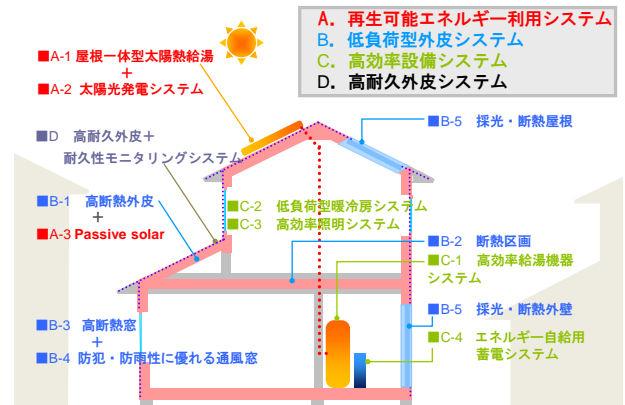 A. 再生可能エネルギー利用システム
B. 低負荷型外皮システム
C. 高効率設備システム
D. 高耐久外皮システム
■A-1 屋根一体型太陽熱給湯
＋
■A-2 太陽光発電システム
■D 高耐久外皮＋
耐久性モニタリングシステム
■B-1 高断熱外皮
＋
■A-3 Passive solar
■B-3 高断熱窓
＋
■B-4 防犯・防雨性に優れる通風窓
■C-2 低負荷型暖冷房システム
■C-3 高効率照明システム
■B-5 採光・断熱屋根
■B-2 断熱区画
■C-1 高効率給湯機器
システム
■B-5 採光・断熱外壁
■C-4 エネルギー自給用
蓄電システム